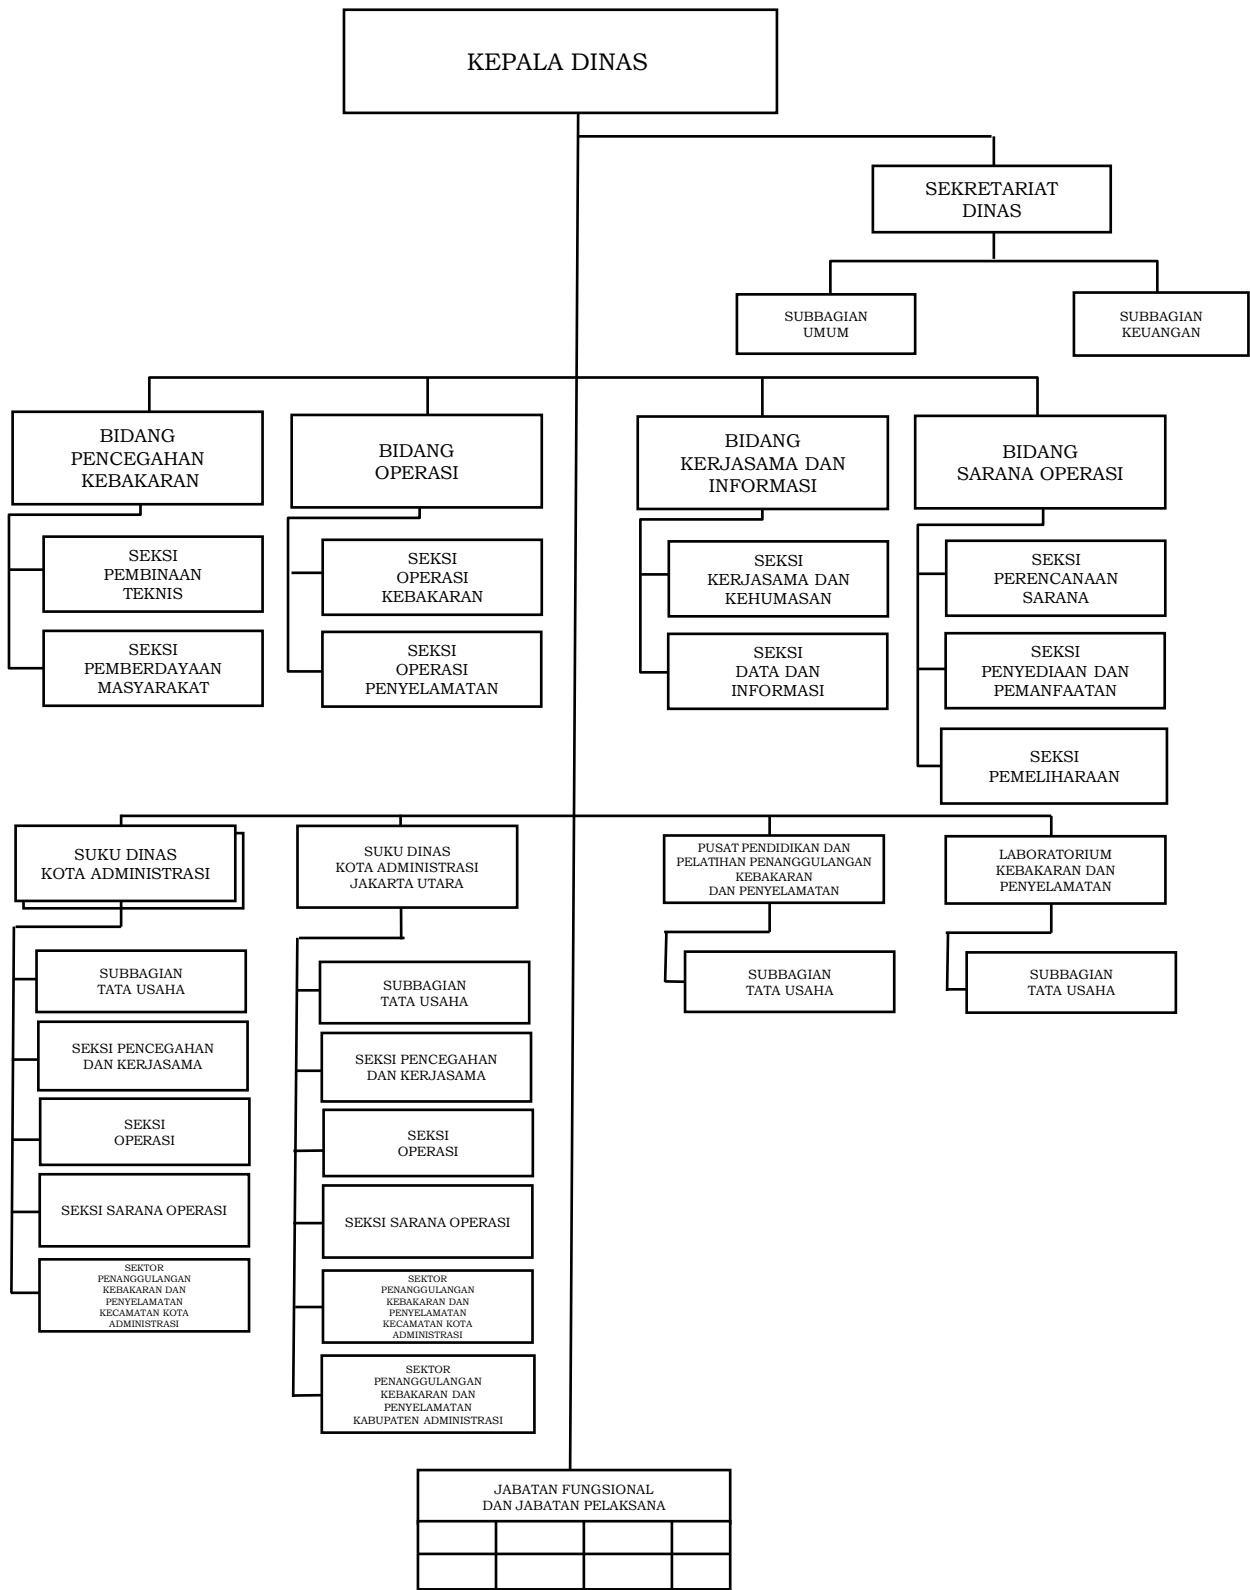 KEPALA DINAS
SEKRETARIAT
DINAS
SUBBAGIAN
UMUM
SUBBAGIAN
KEUANGAN
BIDANG
PENCEGAHAN
KEBAKARAN
SEKSI
PEMBINAAN
TEKNIS
SEKSI
PEMBERDAYAAN
MASYARAKAT
BIDANG
OPERASI
SEKSI
OPERASI
KEBAKARAN
SEKSI
OPERASI
PENYELAMATAN
BIDANG
KERJASAMA DAN
INFORMASI
SEKSI
KERJASAMA DAN
KEHUMASAN
SEKSI
DATA DAN
INFORMASI
BIDANG
SARANA OPERASI
SEKSI
PERENCANAAN
SARANA
SEKSI
PENYEDIAAN DAN
PEMANFAATAN
SEKSI
PEMELIHARAAN
SUKU DINAS
KOTA ADMINISTRASI
SUBBAGIAN
TATA USAHA
SEKSI PENCEGAHAN
DAN KERJASAMA
SEKSI
OPERASI
SEKSI SARANA OPERASI
SEKTOR
PENANGGULANGAN
KEBAKARAN DAN
PENYELAMATAN
KECAMATAN KOTA
ADMINISTRASI
SUKU DINAS
KOTA ADMINISTRASI
JAKARTA UTARA
SUBBAGIAN
TATA USAHA
SEKSI PENCEGAHAN
DAN KERJASAMA
SEKSI
OPERASI
SEKSI SARANA OPERASI
SEKTOR
PENANGGULANGAN
KEBAKARAN DAN
PENYELAMATAN
KECAMATAN KOTA
ADMINISTRASI
SEKTOR
PENANGGULANGAN
KEBAKARAN DAN
PENYELAMATAN
KABUPATEN ADMINISTRASI
PUSAT PENDIDIKAN DAN
PELATIHAN PENANGGULANGAN
KEBAKARAN
DAN PENYELAMATAN
SUBBAGIAN
TATA USAHA
LABORATORIUM
KEBAKARAN DAN
PENYELAMATAN
SUBBAGIAN
TATA USAHA
JABATAN FUNGSIONAL
DAN JABATAN PELAKSANA